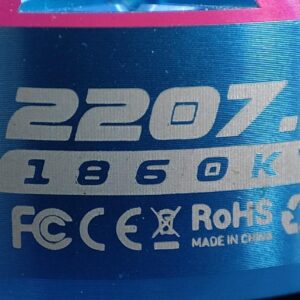 2207.
1860K
FC CE RoHS
MADE IN CHINA